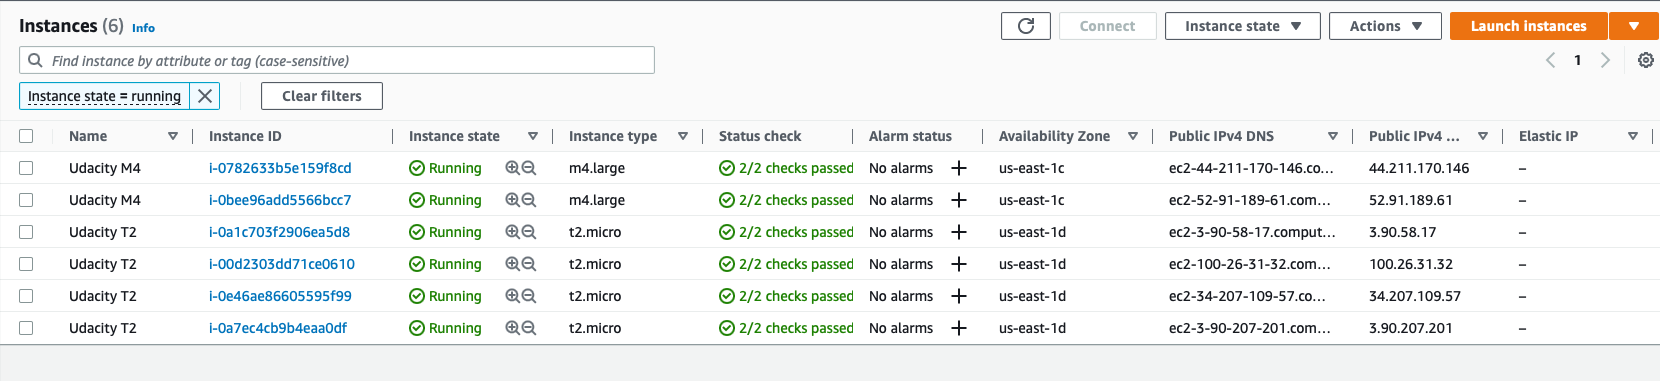 Instances (6) Info Connect Instance state Actions Launch instances
Find instance by attribute or tag (case-sensitive) 1
Instance state = running Clear filters
Name Instance ID Instance state Instance type Status check Alarm status Availability Zone Public IPv4 DNS Public IPv4 ... Elastic IP
Udacity M4 i-0782633b5e159f8cd Running m4.large 2/2 checks passed No alarms + us-east-1c ec2-44-211-170-146.co... 44.211.170.146 –
Udacity M4 i-0bee96add5566bcc7 Running m4.large 2/2 checks passed No alarms + us-east-1c ec2-52-91-189-61.com... 52.91.189.61 –
Udacity T2 i-0a1c703f2906ea5d8 Running t2.micro 2/2 checks passed No alarms + us-east-1d ec2-3-90-58-17.comput... 3.90.58.17 –
Udacity T2 i-00d2303dd71ce0610 Running t2.micro 2/2 checks passed No alarms + us-east-1d ec2-100-26-31-32.com... 100.26.31.32 –
Udacity T2 i-0e46ae86605595f99 Running t2.micro 2/2 checks passed No alarms + us-east-1d ec2-34-207-109-57.co... 34.207.109.57 –
Udacity T2 i-0a7ec4cb9b4eaa0df Running t2.micro 2/2 checks passed No alarms + us-east-1d ec2-3-90-207-201.com... 3.90.207.201 –